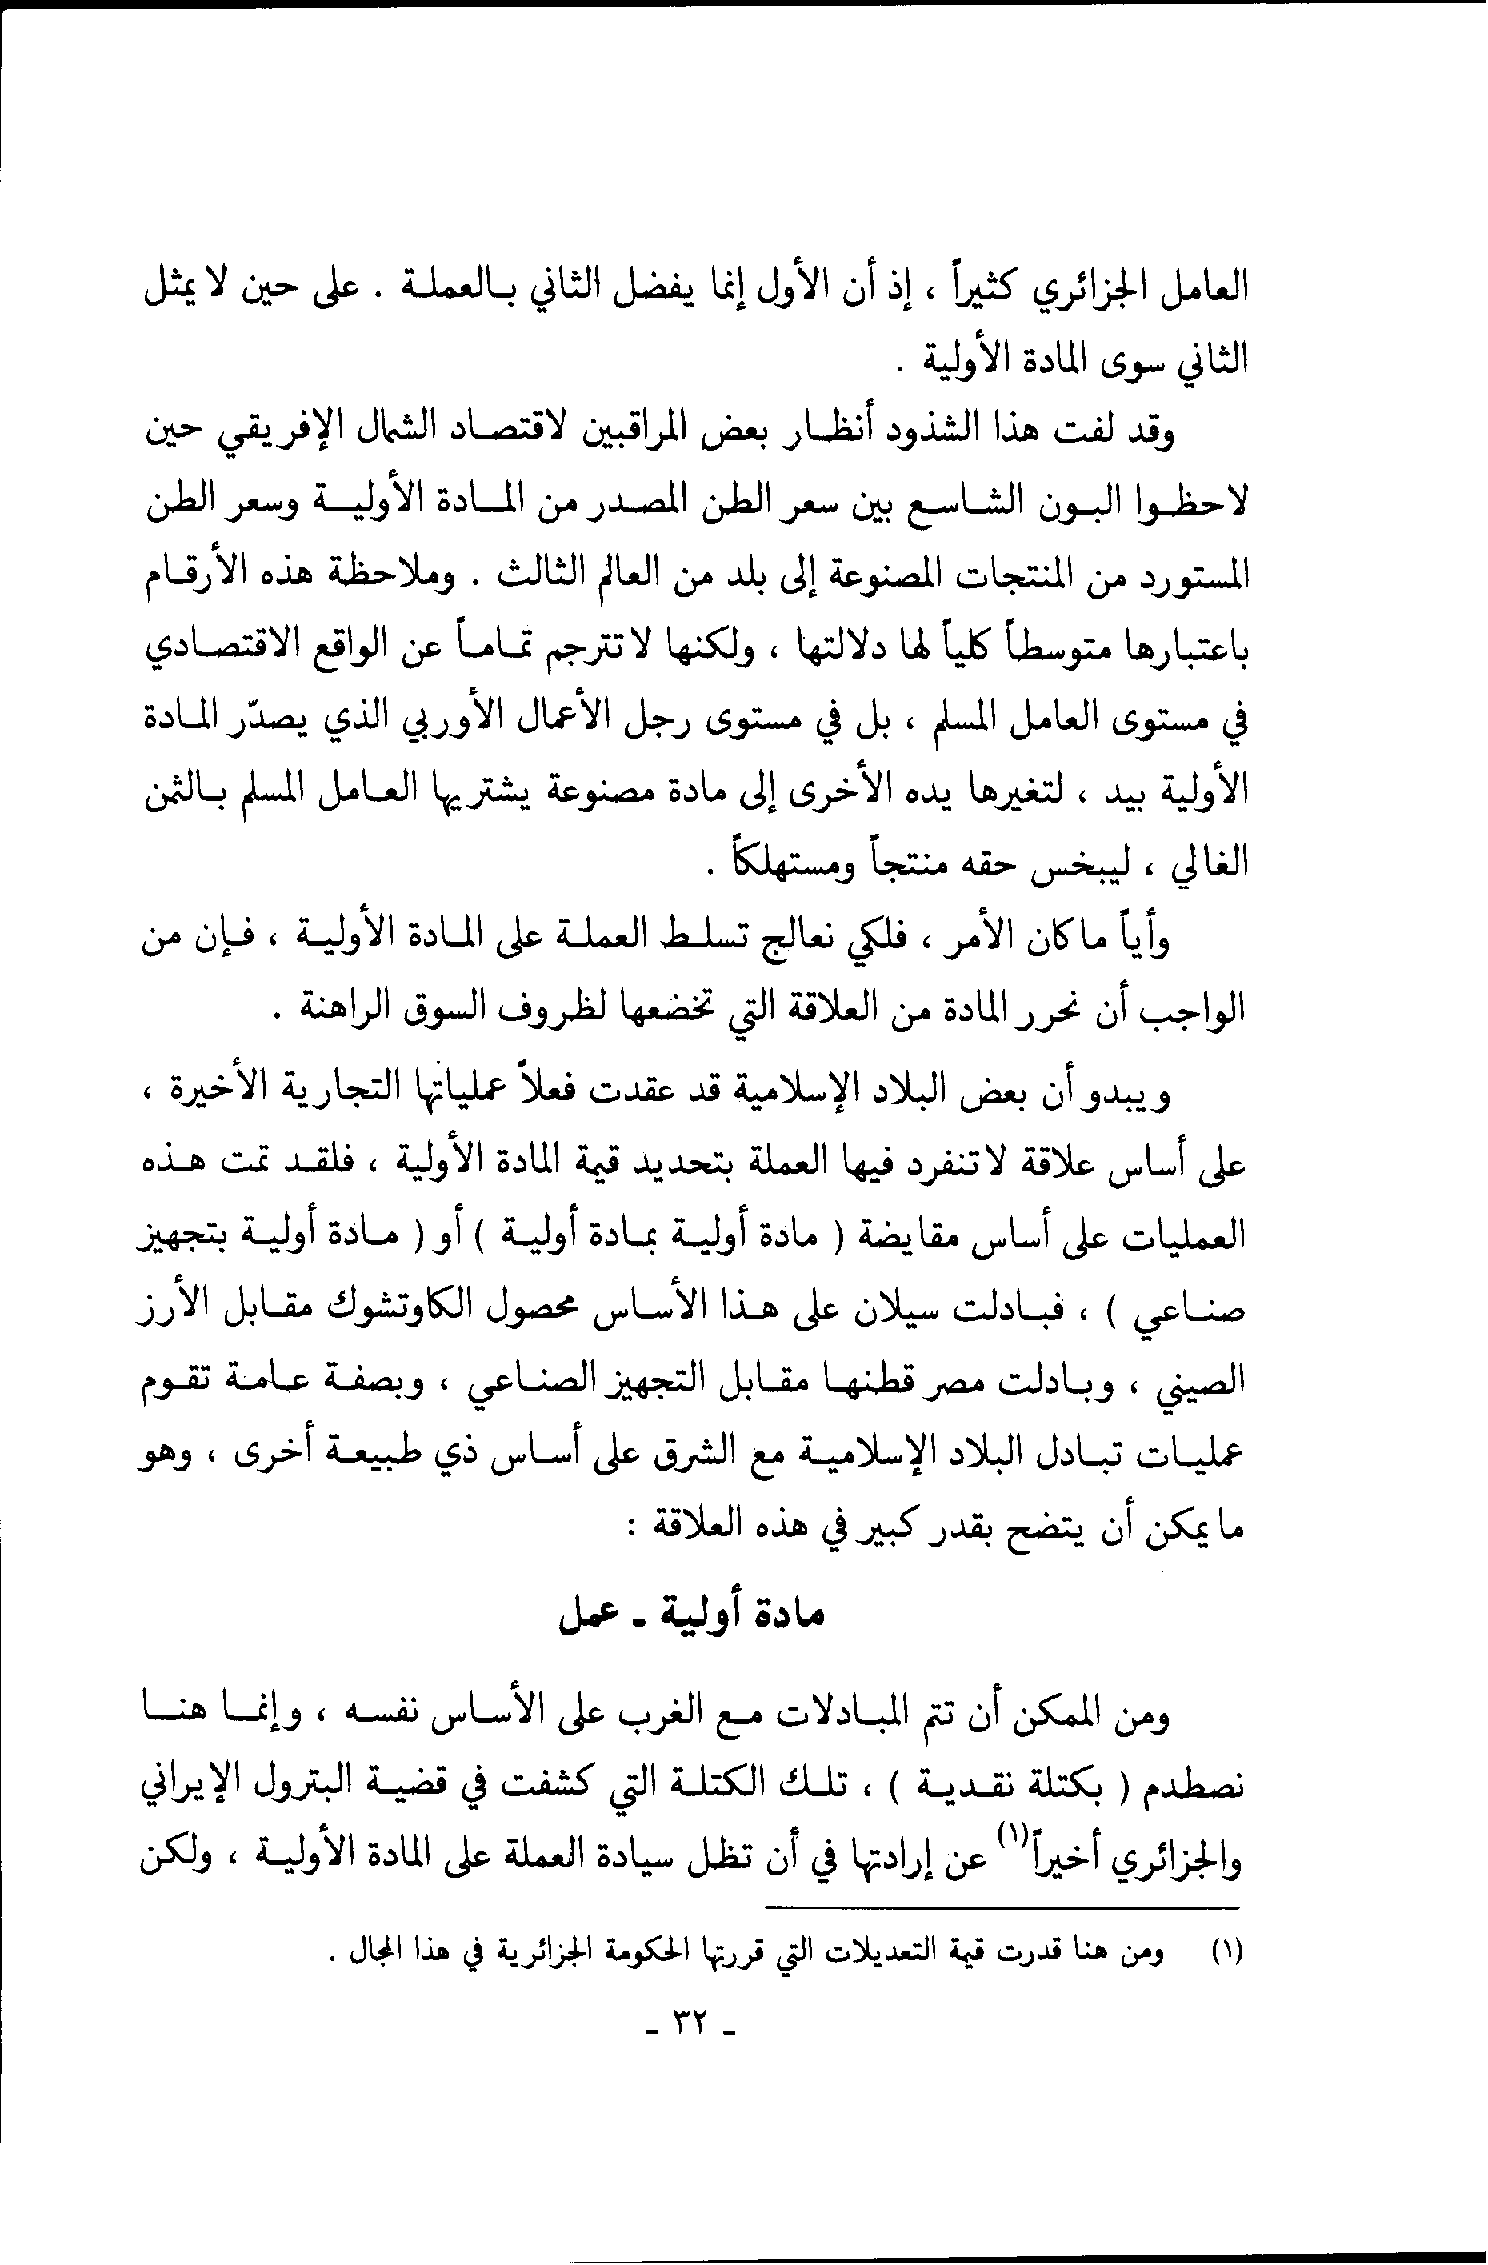 العامل الجزائري كثيراً ، إذ أن الأول إنما يفضل الثاني بالعملة . على حين لا يمثل
الثاني سوى المادة الأولية .
وقد لفت هذا الشذود أنظار بعض المراقبين لاقتصاد الشمال الإفريقي حين
لاحظوا البون الشاسع بين سعر الطن المصدر من المادة الأولية وسعر الطن
المستورد من المنتجات المصنوعة إلى بلد من العالم الثالث . وملاحظة هذه الأرقام
باعتبارها متوسطاً كلياً لها دلالتها ، ولكنها لا تترجم تماماً عن الواقع الاقتصادي
في مستوى العامل المسلم ، بل في مستوى رجل الأعمال الأوربي الذي يصدّر المادة
الأولية بيد ، لتغيرها يده الأخرى إلى مادة مصنوعة يشتريها العامل المسلم بالثمن
الغالي ، ليبخس حقه منتجاً ومستهلكاً .
وأياً ما كان الأمر ، فلكي نعالج تسلط العملة على المادة الأولية ، فإن من
الواجب أن نحرر المادة من العلاقة التي تخضعها لظروف السوق الراهنة .
ويبدو أن بعض البلاد الإسلامية قد عقدت فعلاً عملياتها التجارية الأخيرة ،
على أساس علاقة لا تنفرد فيها العملة بتحديد قيمة المادة الأولية ، فلقد تمت هذه
العمليات على أساس مقايضة ( مادة أولية بمادة أولية ) أو ( مادة أولية بتجهيز
صناعي ) ، فبادلت سيلان على هذا الأساس محصول الكاوتشوك مقابل الأرز
الصيني ، وبادلت مصر قطنها مقابل التجهيز الصناعي ، وبصفة عامة تقوم
عمليات تبادل البلاد الإسلامية مع الشرق على أساس ذي طبيعة أخرى ، وهو
ما يمكن أن يتضح بقدر كبير في هذه العلاقة :
مادة أولية ـ عمل
ومن الممكن أن تتم المبادلات مع الغرب على الأساس نفسه ، وإنما هنا
نصطدم ( بكتلة نقدية ) ، تلك الكتلة التي كشفت في قضية البترول الإيراني
والجزائري أخيراً(١) عن إرادتها في أن تظل سيادة العملة على المادة الأولية ، ولكن
(١) ومن هنا قدرت قيمة التعديلات التي قررتها الحكومة الجزائرية في هذا المجال .
ـ ٣٢ ـ